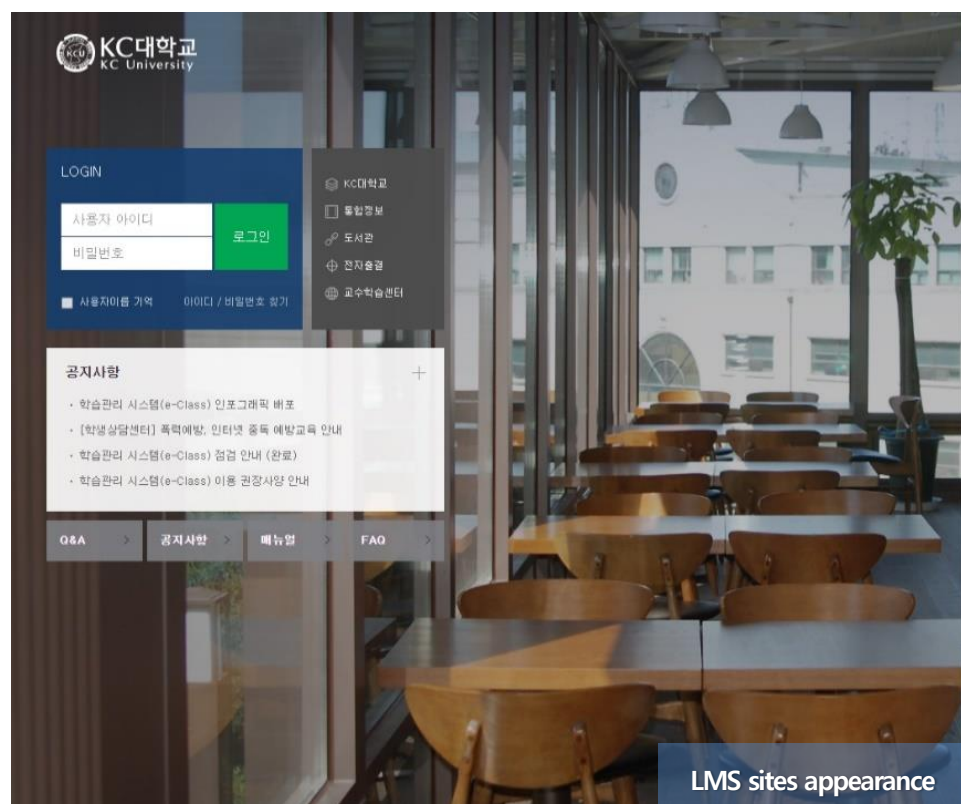 KCU
KC대학교
KC University
LOGIN
사용자 아이디
비밀번호
로그인
사용자이름 기억
아이디 / 비밀번호 찾기
KC대학교
통합정보
도서관
전자출결
교수학습센터
공지사항
• 학습관리 시스템(e-Class) 인포그래픽 배포
• [학생상담센터] 폭력예방, 인터넷 중독 예방교육 안내
• 학습관리 시스템(e-Class) 점검 안내 (완료)
• 학습관리 시스템(e-Class) 이용 권장사양 안내
Q&A
공지사항
매뉴얼
FAQ
LMS sites appearance